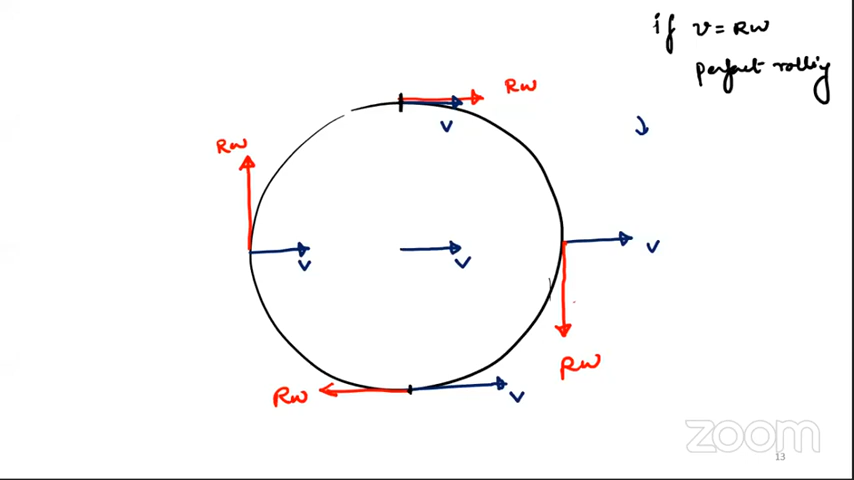 if v = Rω
perfect rolling
Rω
v
Rω
v
v
v
Rω
Rω
v
zoom
13